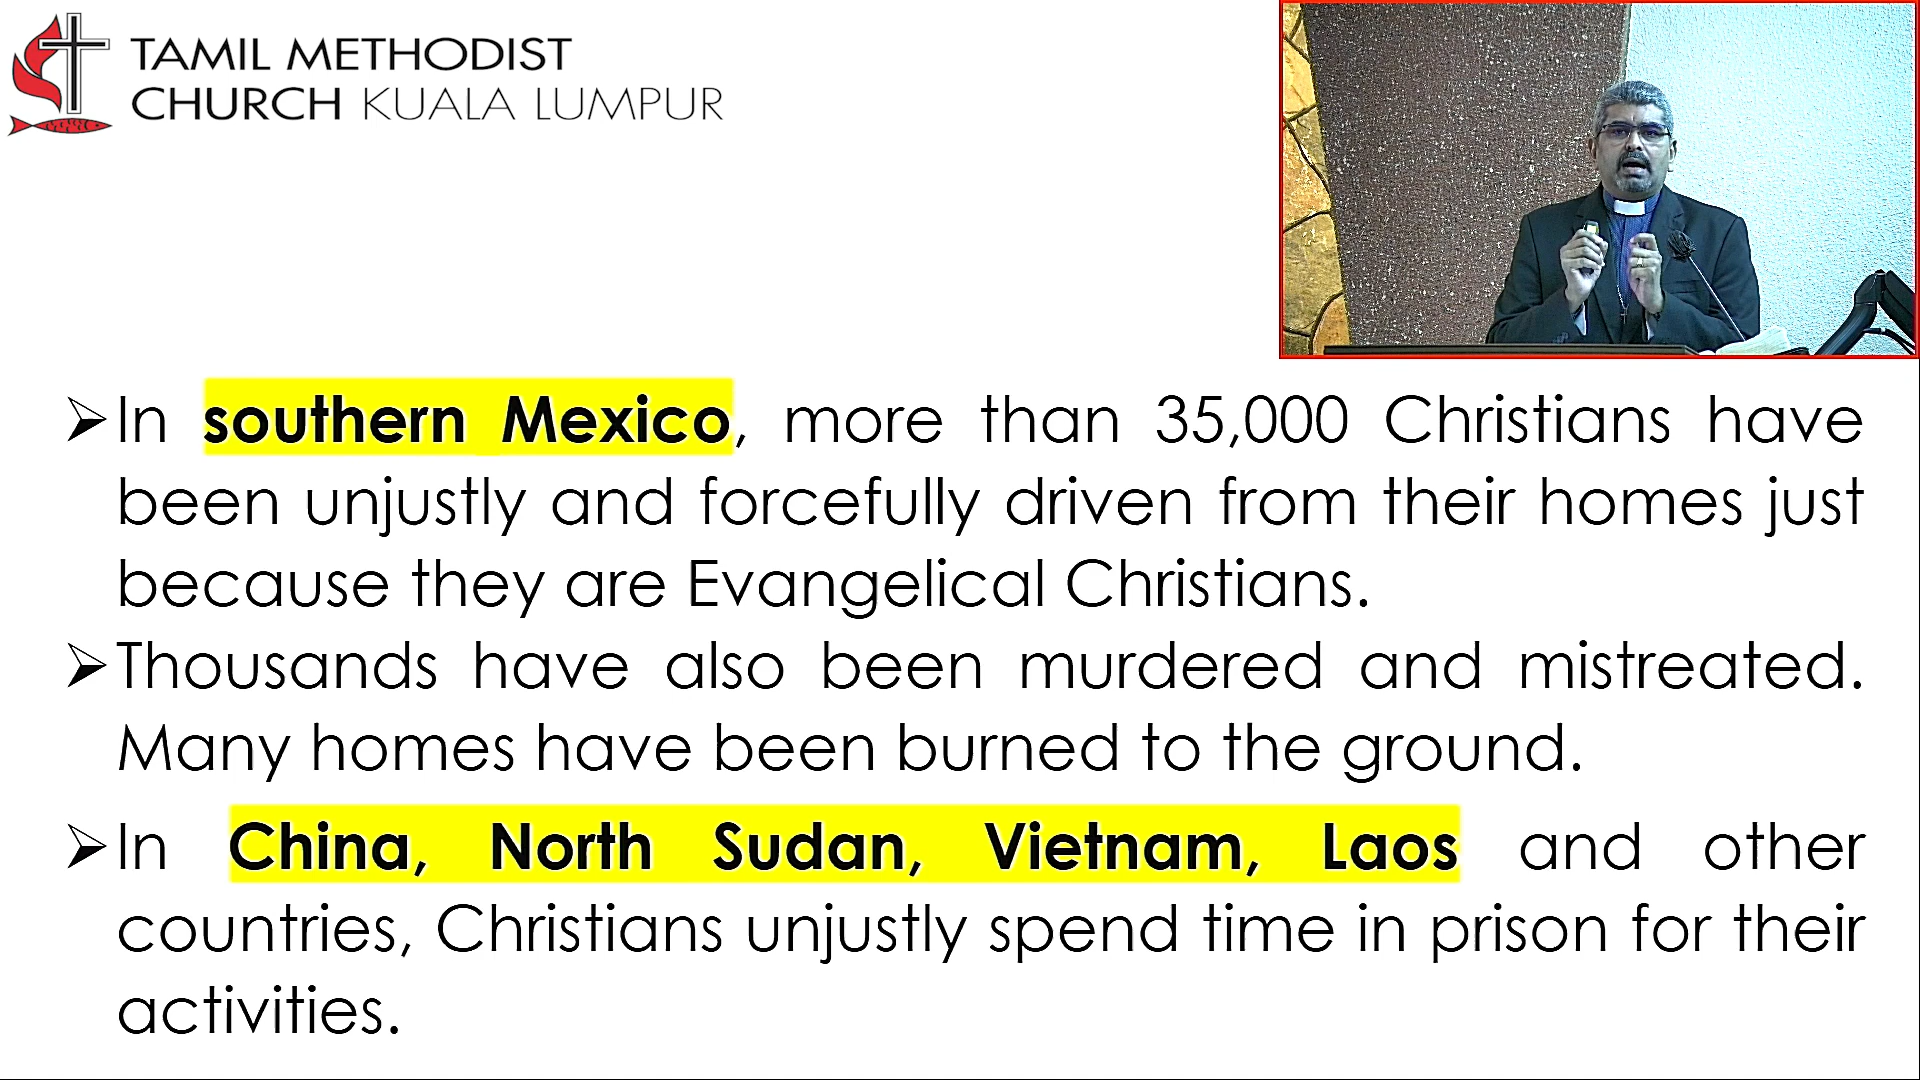 TAMIL METHODIST
CHURCH KUALA LUMPUR
➢In southern Mexico, more than 35,000 Christians have
been unjustly and forcefully driven from their homes just
because they are Evangelical Christians.
➢Thousands have also been murdered and mistreated.
Many homes have been burned to the ground.
➢In China, North Sudan, Vietnam, Laos and other
countries, Christians unjustly spend time in prison for their
activities.